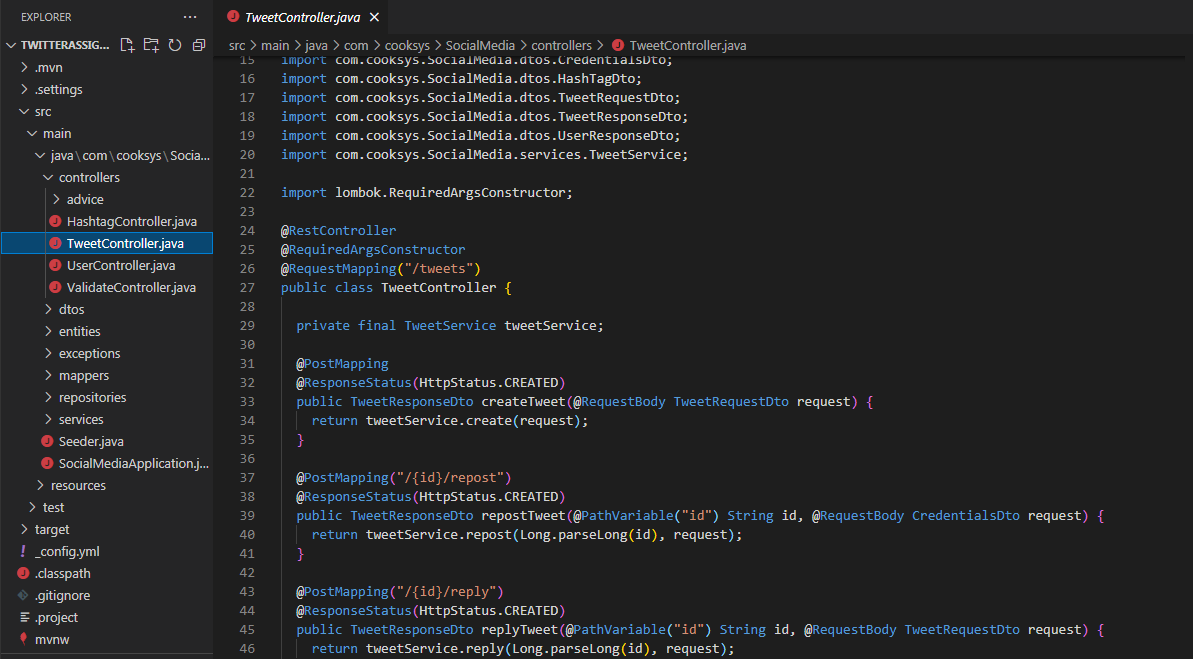 EXPLORER
TWITTERASSIG...
.mvn
.settings
src
main
java\com\cooksys\Socia...
controllers
advice
HashtagController.java
TweetController.java
UserController.java
ValidateController.java
dtos
entities
exceptions
mappers
repositories
services
Seeder.java
SocialMediaApplication.j...
resources
test
target
_config.yml
.classpath
.gitignore
.project
mvnw
TweetController.java
src > main > java > com > cooksys > SocialMedia > controllers > TweetController.java
15 import com.cooksys.SocialMedia.dtos.CredentialsDto;
16 import com.cooksys.SocialMedia.dtos.HashTagDto;
17 import com.cooksys.SocialMedia.dtos.TweetRequestDto;
18 import com.cooksys.SocialMedia.dtos.TweetResponseDto;
19 import com.cooksys.SocialMedia.dtos.UserResponseDto;
20 import com.cooksys.SocialMedia.services.TweetService;
21
22 import lombok.RequiredArgsConstructor;
23
24 @RestController
25 @RequiredArgsConstructor
26 @RequestMapping("/tweets")
27 public class TweetController {
28
29 private final TweetService tweetService;
30
31 @PostMapping
32 @ResponseStatus(HttpStatus.CREATED)
33 public TweetResponseDto createTweet(@RequestBody TweetRequestDto request) {
34 return tweetService.create(request);
35 }
36
37 @PostMapping("/{id}/repost")
38 @ResponseStatus(HttpStatus.CREATED)
39 public TweetResponseDto repostTweet(@PathVariable("id") String id, @RequestBody CredentialsDto request) {
40 return tweetService.repost(Long.parseLong(id), request);
41 }
42
43 @PostMapping("/{id}/reply")
44 @ResponseStatus(HttpStatus.CREATED)
45 public TweetResponseDto replyTweet(@PathVariable("id") String id, @RequestBody TweetRequestDto request) {
46 return tweetService.reply(Long.parseLong(id), request);